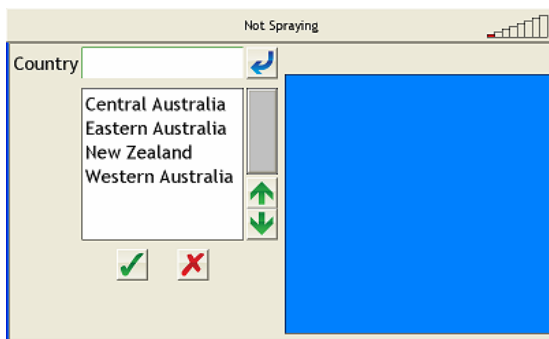 Not Spraying
Country
Central Australia
Eastern Australia
New Zealand
Western Australia